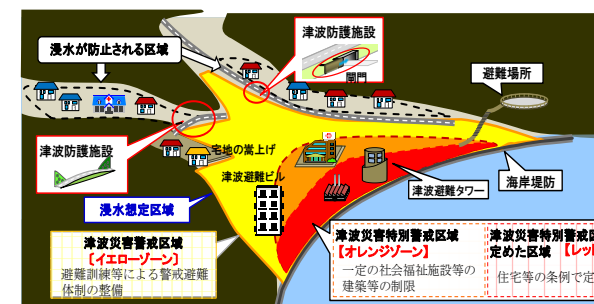 浸水が防止される区域
津波防護施設
閘門
避難場所
津波防護施設
宅地の嵩上げ
津波避難ビル
津波避難タワー
海岸堤防
浸水想定区域
津波災害警戒区域
［イエローゾーン］
避難訓練等による警戒避難
体制の整備
津波災害特別警戒区域
【オレンジゾーン】
一定の社会福祉施設等の
建築等の制限
津波災害特別警戒
定めた区域 【レッ
住宅等の条例で定